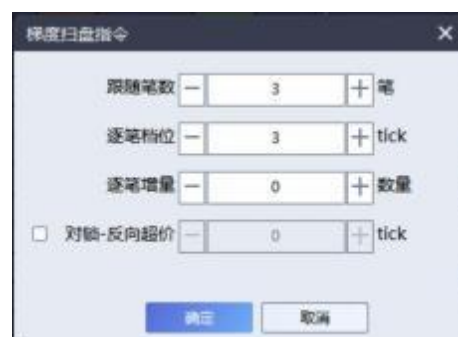 梯度扫盘指令
跟随笔数 3 笔
逐笔档位 3 tick
逐笔增量 0 数量
对锁-反向超价 0 tick
确定 取消